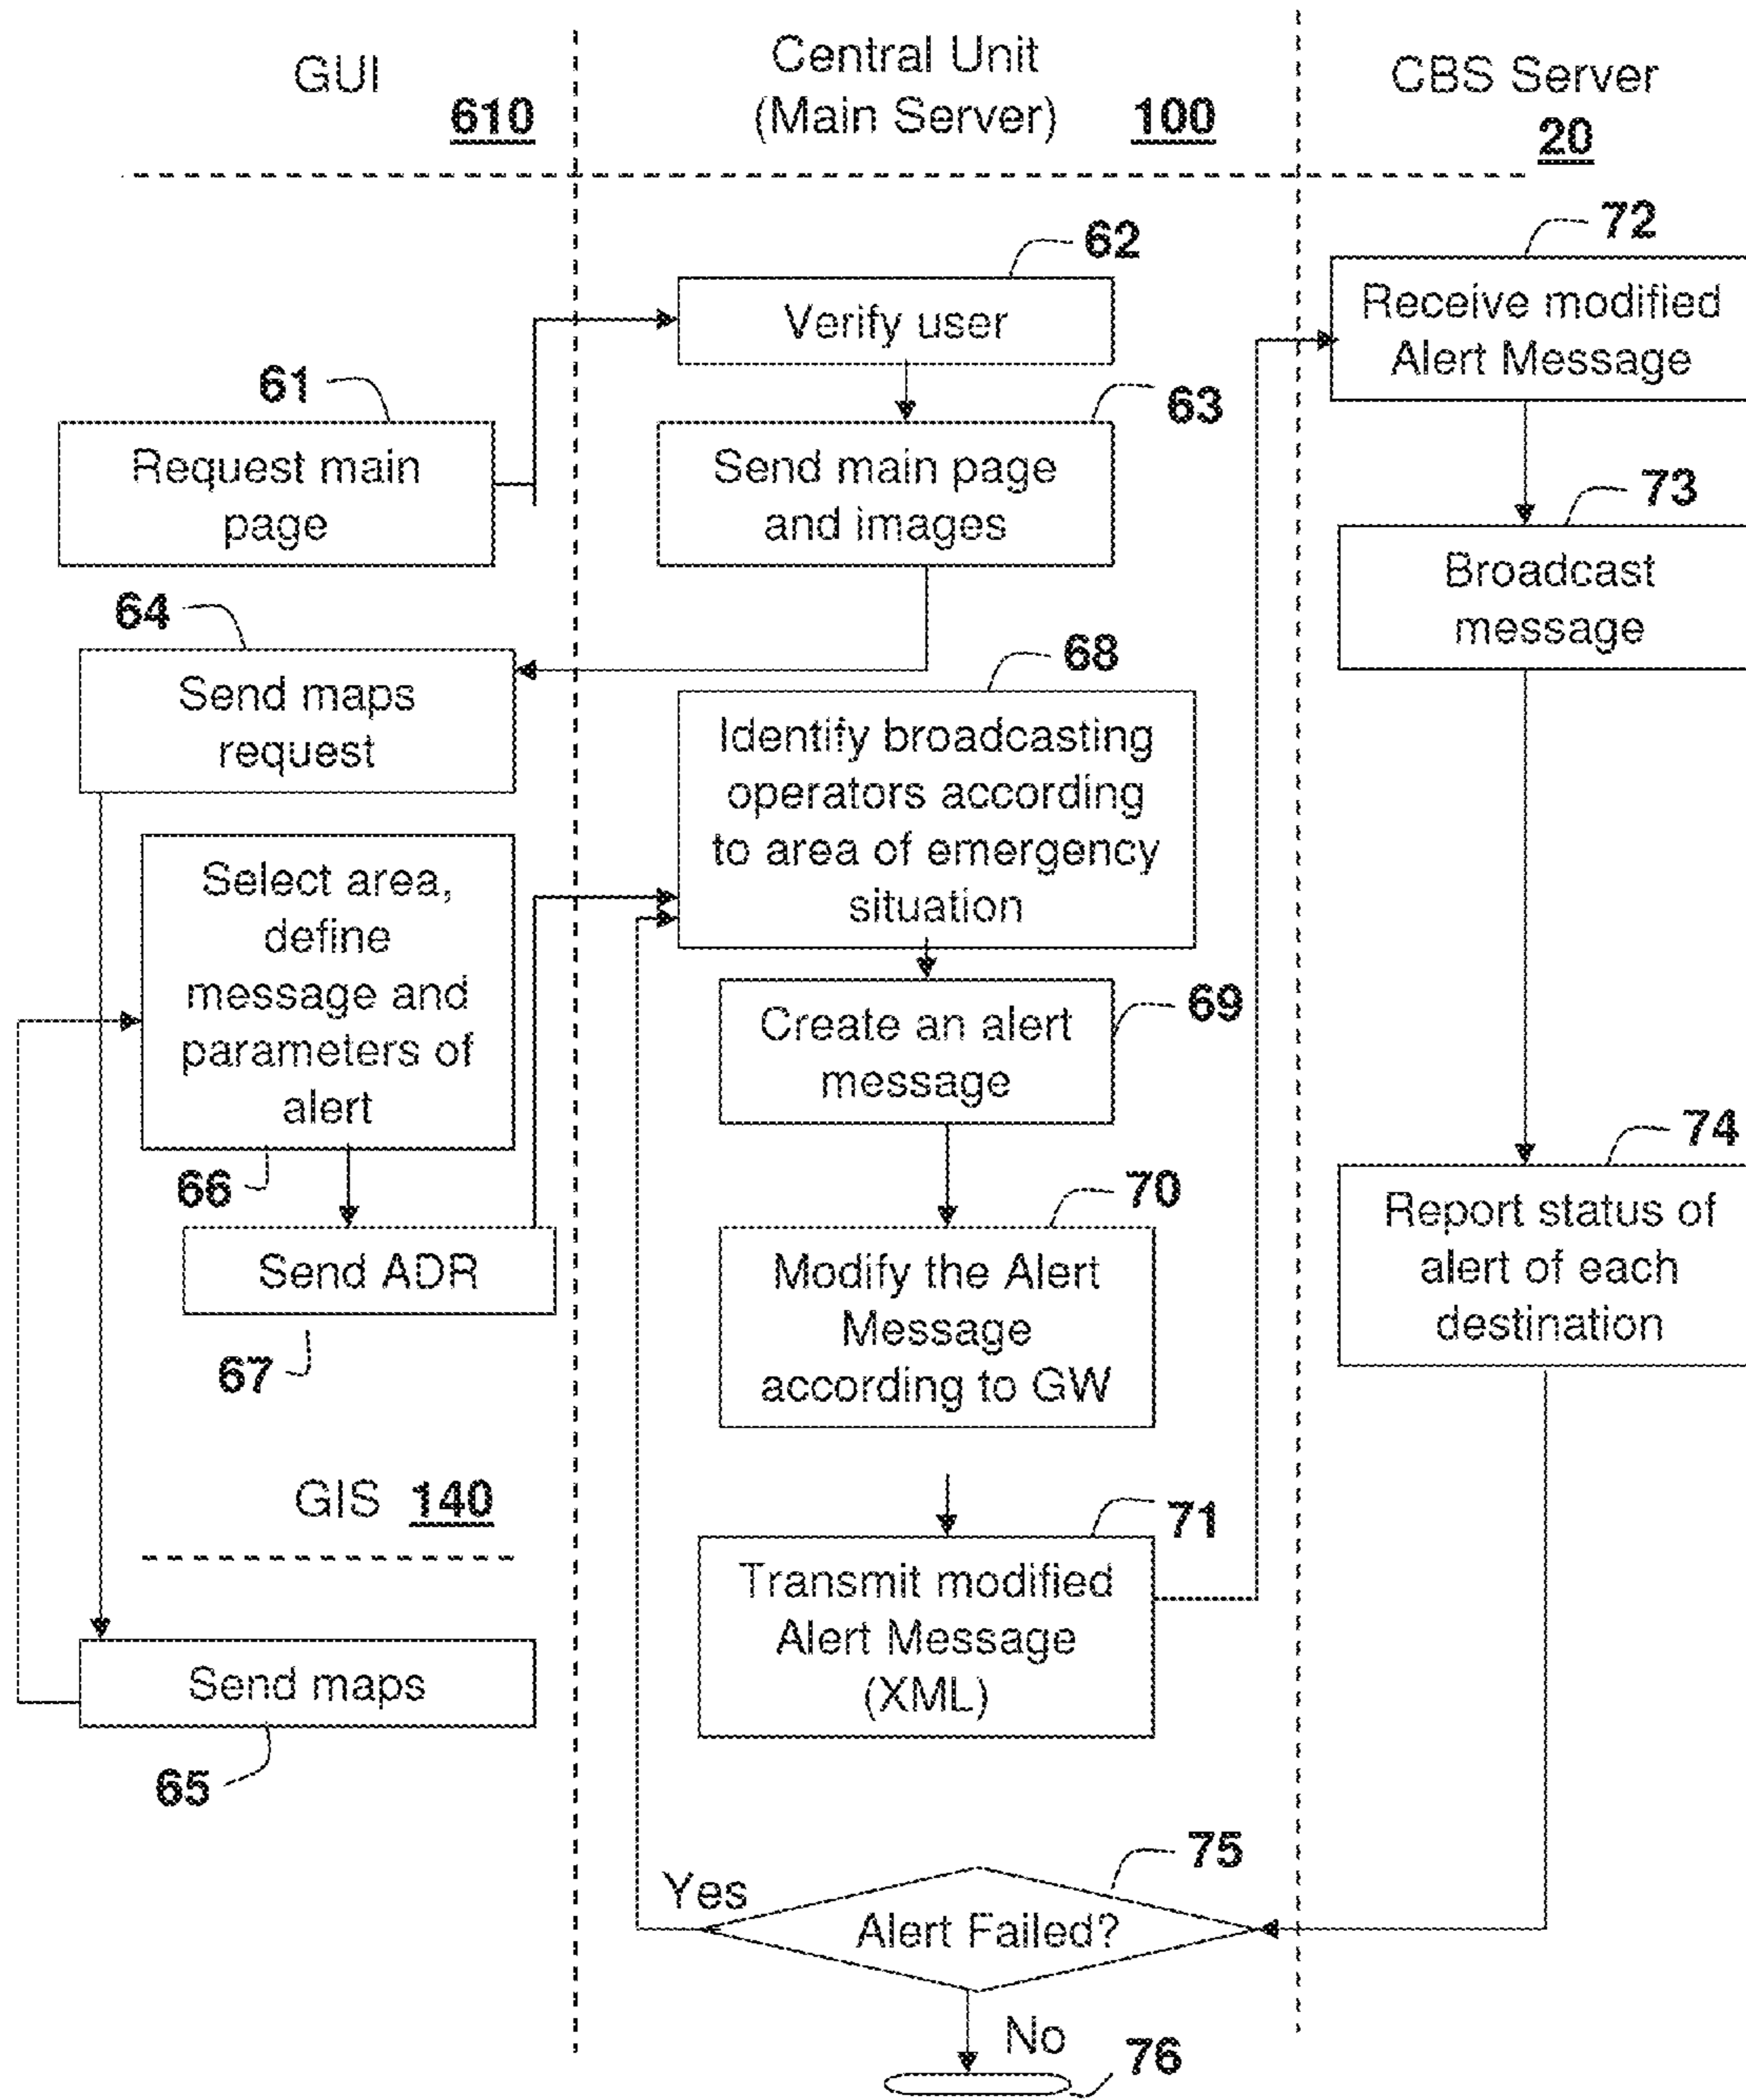 GUI
610
Central Unit
(Main Server) 100
CBS Server
20
61
Request main
page
62
Verify user
63
Send main page
and images
64
Send maps
request
Select area,
define
message and
parameters of
alert
66
Send ADR
67
GIS 140
Send maps
65
68
Identify broadcasting
operators according
to area of emergency
situation
69
Create an alert
message
70
Modify the Alert
Message
according to GW
71
Transmit modified
Alert Message
(XML)
72
Receive modified
Alert Message
73
Broadcast
message
74
Report status of
alert of each
destination
75
Yes
Alert Failed?
No
76